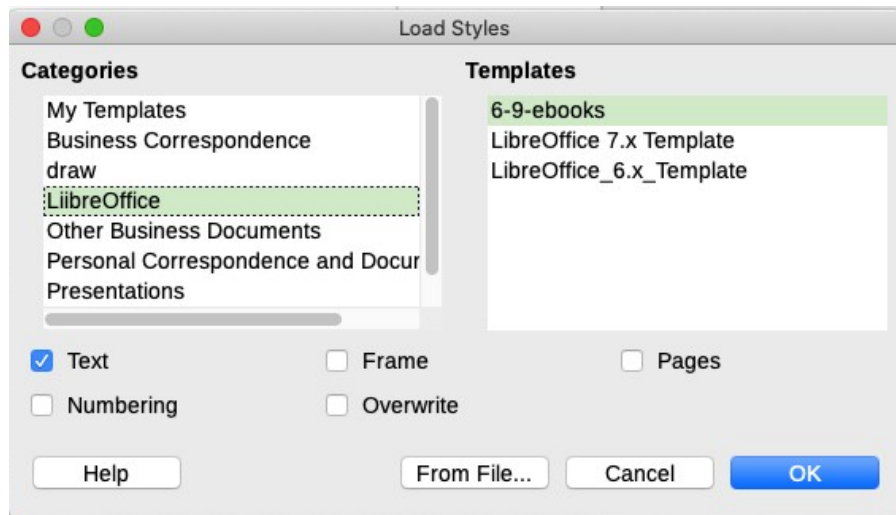 Load Styles
Categories
My Templates
Business Correspondence
draw
LiibreOffice
Other Business Documents
Personal Correspondence and Docur
Presentations
Templates
6-9-ebooks
LibreOffice 7.x Template
LibreOffice_6.x_Template
Text
Frame
Pages
Numbering
Overwrite
Help
From File...
Cancel
OK